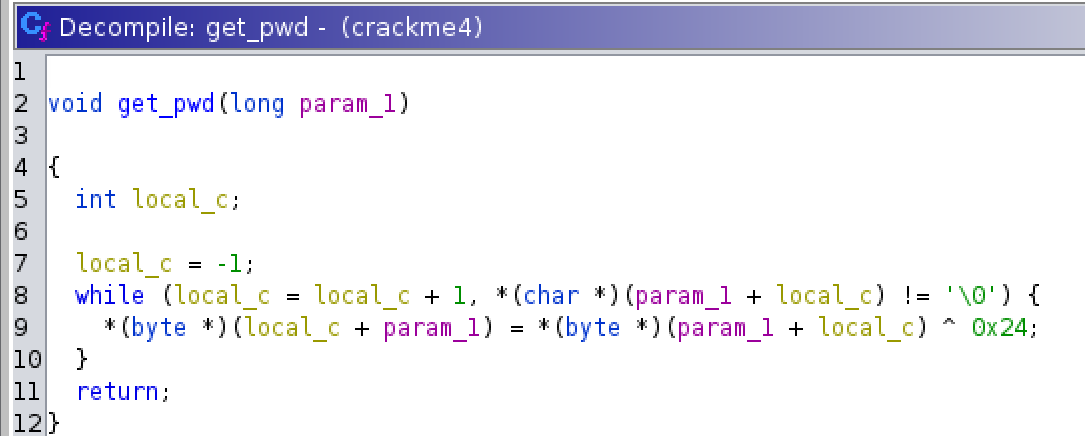 Decompile: get_pwd - (crackme4)
1
2 void get_pwd(long param_1)
3
4 {
5   int local_c;
6
7   local_c = -1;
8   while (local_c = local_c + 1, *(char *)(param_1 + local_c) != '\0') {
9     *(byte *)(local_c + param_1) = *(byte *)(param_1 + local_c) ^ 0x24;
10   }
11   return;
12 }